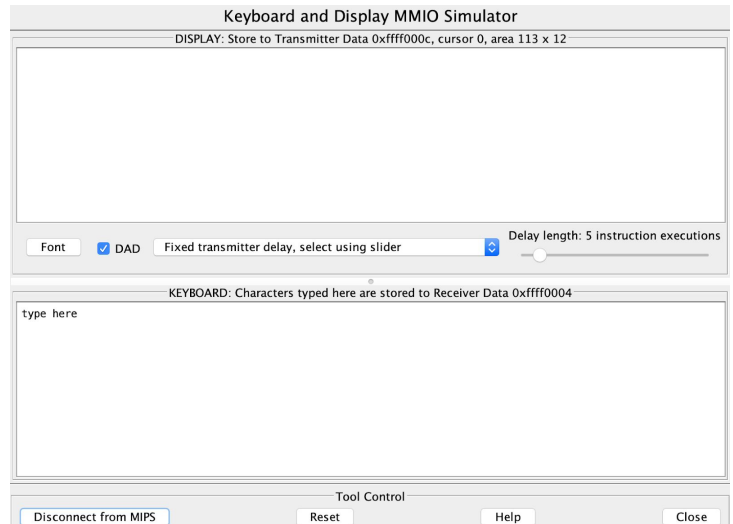 Keyboard and Display MMIO Simulator
DISPLAY: Store to Transmitter Data 0xffff000c, cursor 0, area 113 x 12
Font
DAD
Fixed transmitter delay, select using slider
Delay length: 5 instruction executions
KEYBOARD: Characters typed here are stored to Receiver Data 0xffff0004
type here
Tool Control
Disconnect from MIPS
Reset
Help
Close